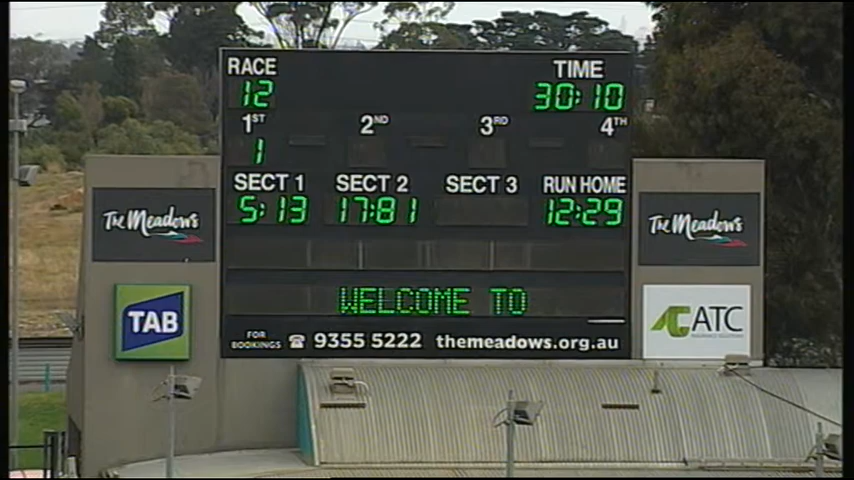 RACE TIME
12 30:10
1ST 2ND 3RD 4TH
1
SECT 1 SECT 2 SECT 3 RUN HOME
5:13 17:81 12:29
The Meadows
The Meadows
WELCOME TO
TAB
ATC
FOR BOOKINGS ☎ 9355 5222 themeadows.org.au